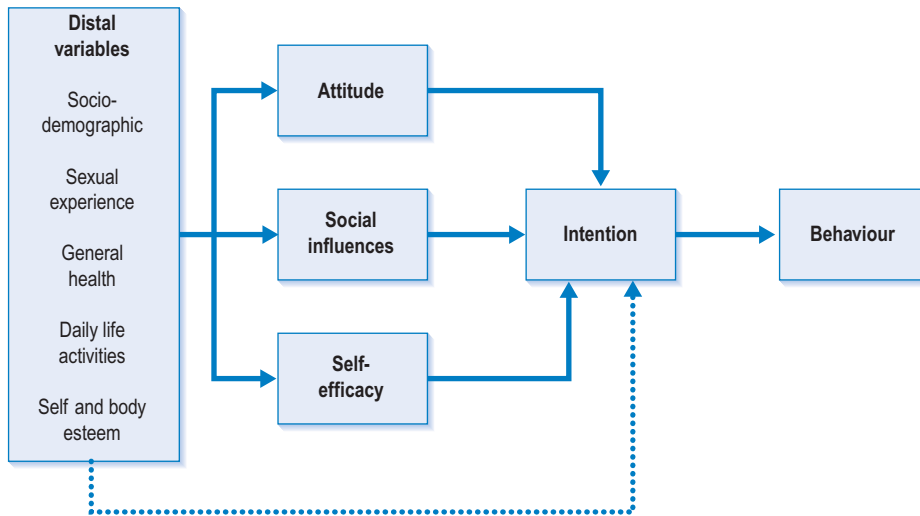 Distal
variables
Socio-
demographic
Sexual
experience
General
health
Daily life
activities
Self and body
esteem
Attitude
Social
influences
Self-
efficacy
Intention
Behaviour